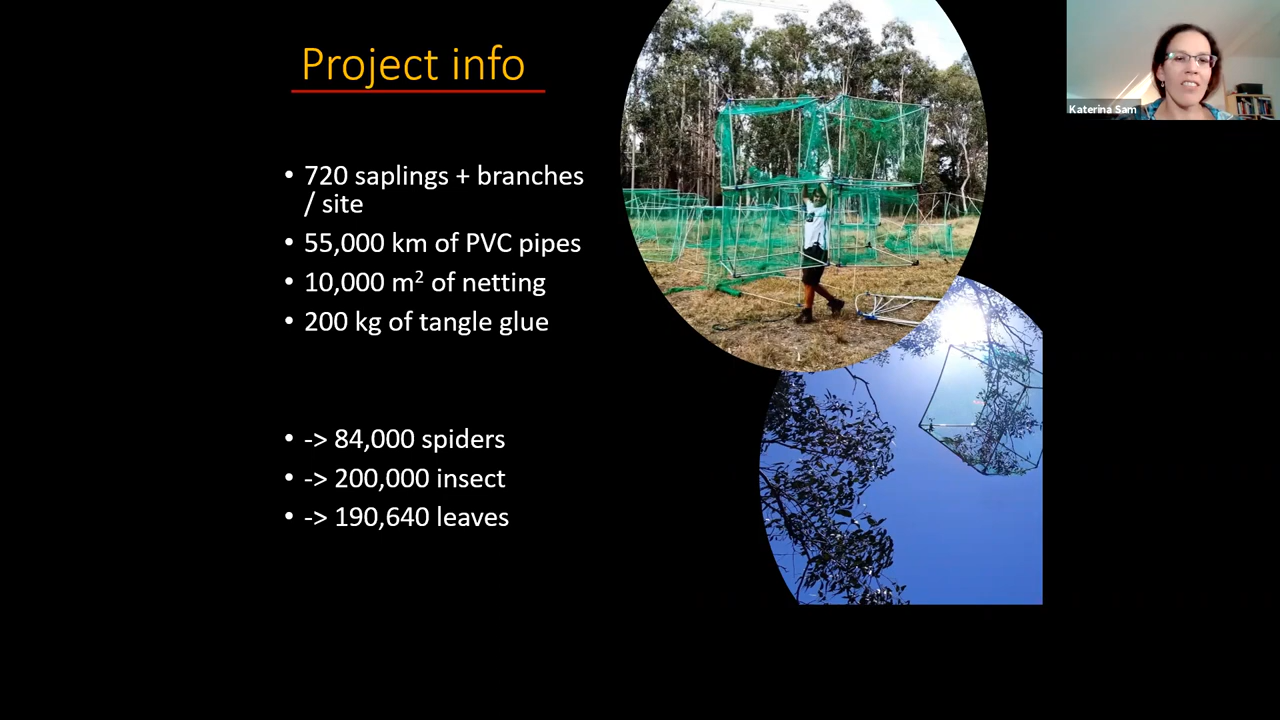 Project info
• 720 saplings + branches
/ site
• 55,000 km of PVC pipes
• 10,000 m² of netting
• 200 kg of tangle glue
• -> 84,000 spiders
• -> 200,000 insect
• -> 190,640 leaves
Katerina Sam